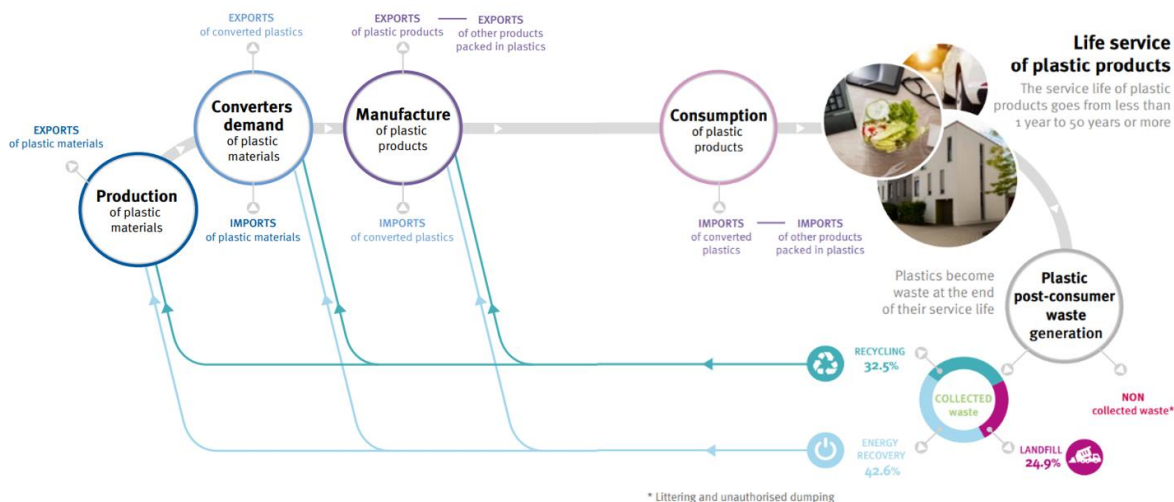 EXPORTS
of converted plastics
EXPORTS
of plastic products
EXPORTS
of other products
packed in plastics
Life service
of plastic products
The service life of plastic
products goes from less than
1 year to 50 years or more
EXPORTS
of plastic materials
Converters
demand
of plastic
materials
Manufacture
of plastic
products
Consumption
of plastic
products
Production
of plastic
materials
IMPORTS
of plastic materials
IMPORTS
of converted plastics
IMPORTS
of converted
plastics
IMPORTS
of other products
packed in plastics
Plastics become
waste at the end
of their service life
Plastic
post-consumer
waste
generation
RECYCLING
32.5%
COLLECTED
waste
NON
collected waste*
ENERGY
RECOVERY
42.6%
LANDFILL
24.9%
* Littering and unauthorised dumping